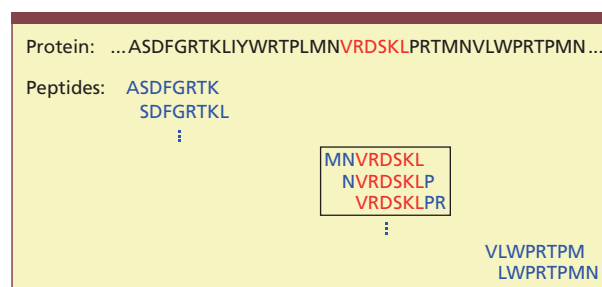 Protein: ...ASDFGRTKLIYWRTPLMNVRDSKLPRTMNVLWPRTPMN...
Peptides: ASDFGRTK
SDFGRTKL
MNVRDSKL
NVRDSKLP
VRDSKLPR
VLWPRTPM
LWPRTPMN